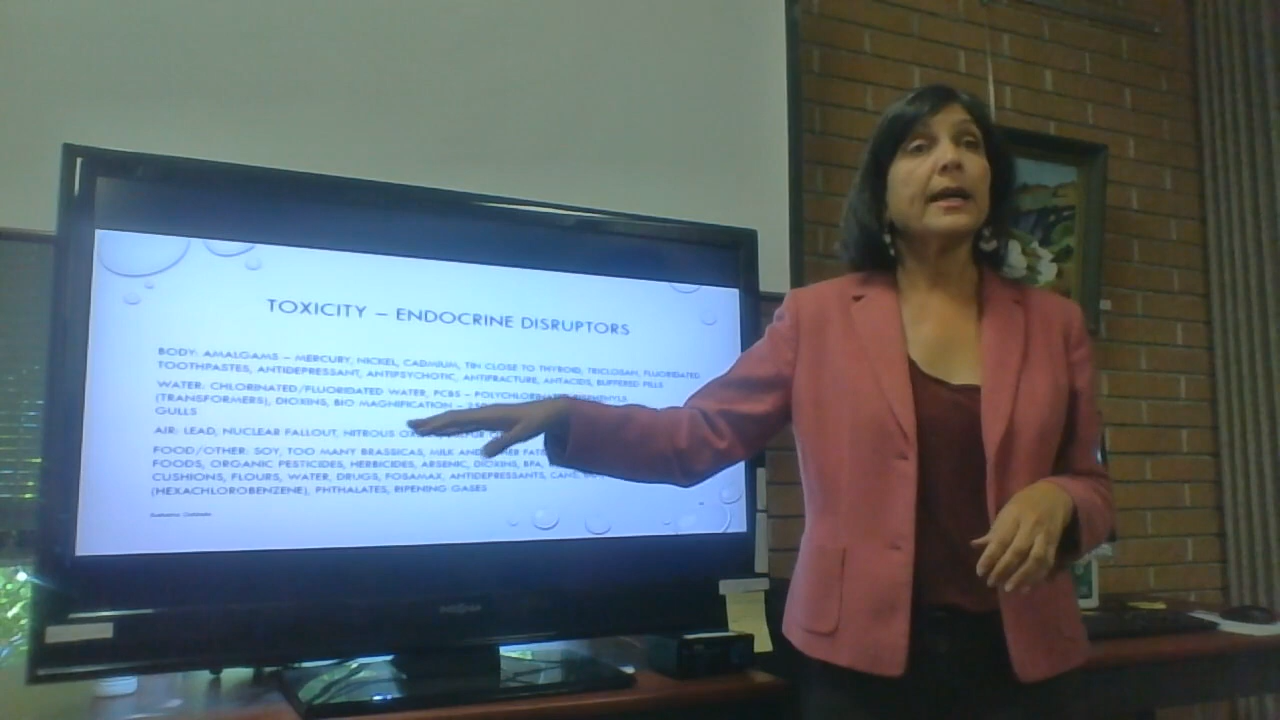 TOXICITY – ENDOCRINE DISRUPTORS
BODY: AMALGAMS – MERCURY, NICKEL, CADMIUM, TIN CLOSE TO THYROID, TRICLOSAN, FLUORIDATED
TOOTHPASTES, ANTIDEPRESSANT, ANTIPSYCHOTIC, ANTIFRACTURE, ANTACIDS, BUFFERED PILLS
WATER: CHLORINATED/FLUORIDATED WATER, PCBS –
(TRANSFORMERS), DIOXINS, BIO MAGNIFICATION –
GULLS
AIR: LEAD, NUCLEAR FALLOUT, NITROUS
FOOD/OTHER: SOY, TOO MANY BRASSICAS, MILK AND
FOODS, ORGANIC PESTICIDES, HERBICIDES, ARSENIC, DIOXINS, BPA,
CUSHIONS, FLOURS, WATER, DRUGS, FOSAMAX, ANTIDEPRESSANTS, CANS,
(HEXACHLOROBENZENE), PHTHALATES, RIPENING GASES
INSIGNIA